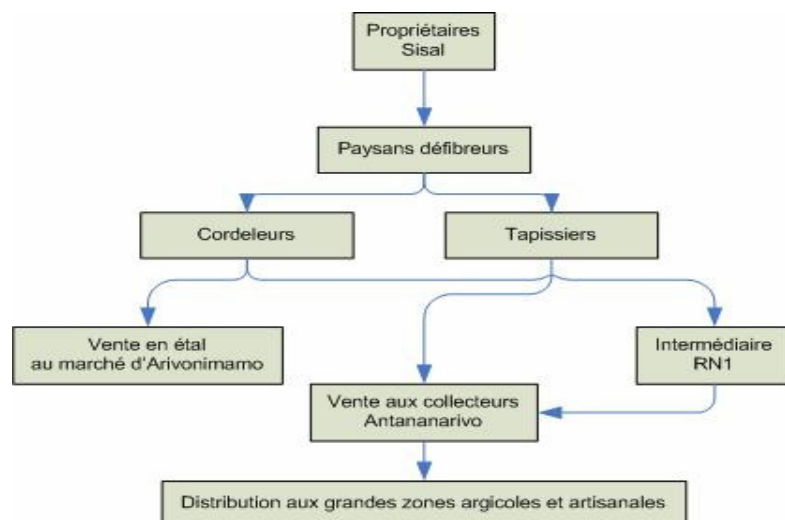 Propriétaires
Sisal
Paysans défibreurs
Cordeleurs
Tapissiers
Vente en étal
au marché d'Arivonimamo
Intermédiaire
RN1
Vente aux collecteurs
Antananarivo
Distribution aux grandes zones argicoles et artisanales